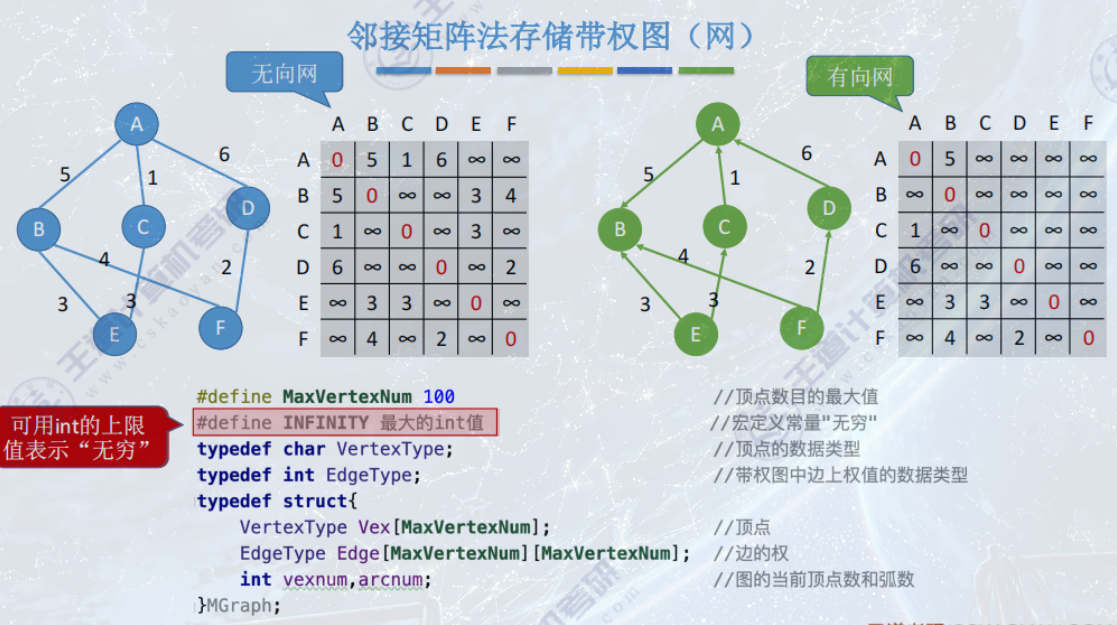 邻接矩阵法存储带权图（网）
无向网
有向网
A
5
1
6
B
C
D
4
2
3
3
E
F
A B C D E F
A 0 5 1 6 ∞ ∞
B 5 0 ∞ ∞ 3 4
C 1 ∞ 0 ∞ 3 ∞
D 6 ∞ ∞ 0 ∞ 2
E ∞ 3 3 ∞ 0 ∞
F ∞ 4 ∞ 2 ∞ 0
A
5
1
6
B
C
D
4
2
3
3
E
F
A B C D E F
A 0 5 ∞ ∞ ∞ ∞
B ∞ 0 ∞ ∞ ∞ ∞
C 1 ∞ 0 ∞ ∞ ∞
D 6 ∞ ∞ 0 ∞ ∞
E ∞ 3 3 ∞ 0 ∞
F ∞ 4 ∞ 2 ∞ 0
可用int的上限
值表示“无穷”
#define MaxVertexNum 100 //顶点数目的最大值
#define INFINITY 最大的int值 //宏定义常量"无穷"
typedef char VertexType; //顶点的数据类型
typedef int EdgeType; //带权图中边上权值的数据类型
typedef struct{
VertexType Vex[MaxVertexNum]; //顶点
EdgeType Edge[MaxVertexNum][MaxVertexNum]; //边的权
int vexnum,arcnum; //图的当前顶点数和弧数
}MGraph;
王道计算机考研